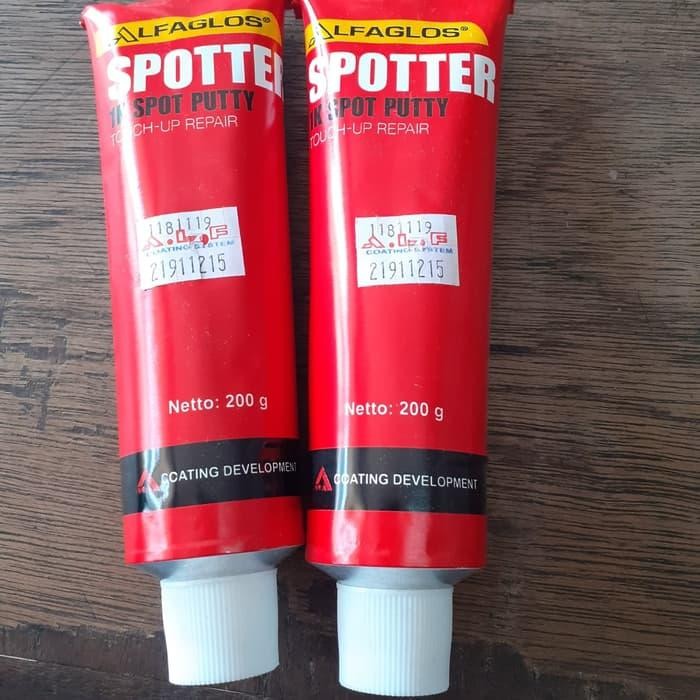 ALFAGLOS®
SPOTTER
1K SPOT PUTTY
TOUCH-UP REPAIR
1181119
COATING SYSTEM
21911215
Netto: 200 g
COATING DEVELOPMENT
ALFAGLOS®
SPOTTER
1K SPOT PUTTY
TOUCH-UP REPAIR
1181119
COATING SYSTEM
21911215
Netto: 200 g
COATING DEVELOPMENT